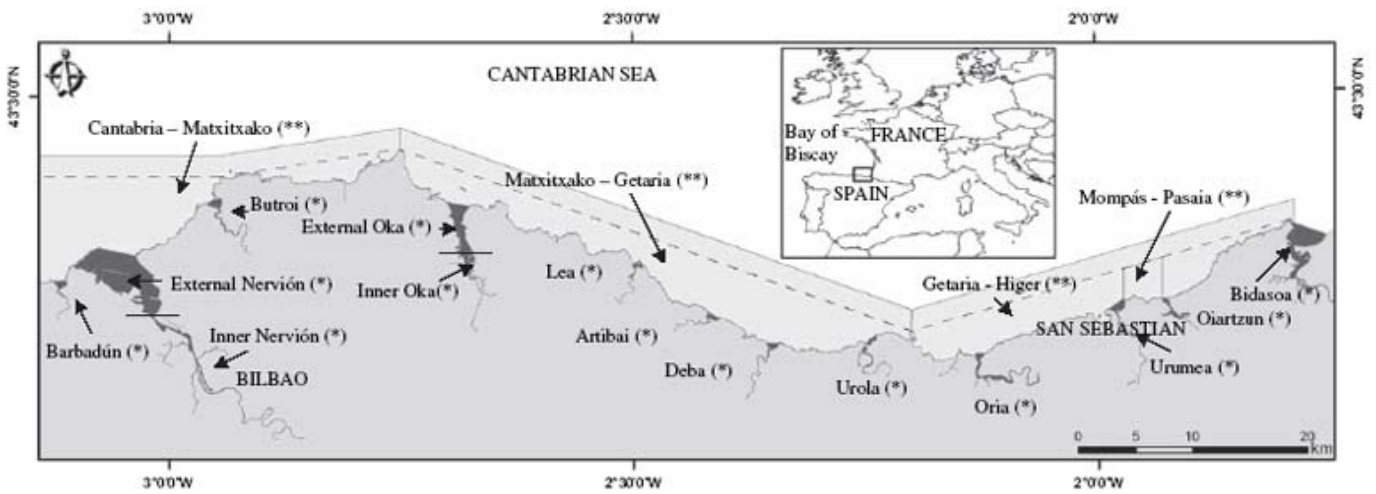 3°0'0"W
2°30'0"W
2°0'0"W
43°30'0"N
43°30'0"N
CANTABRIAN SEA
Cantabria – Matxitxako (**)
Bay of
Biscay
FRANCE
SPAIN
Matxitxako – Getaria (**)
Mompás - Pasaia (**)
Butroi (*)
External Oka (*)
External Nervión (*)
Inner Oka(*)
Lea (*)
Getaria - Higer (**)
Bidasoa (*)
Oiartzun (*)
SAN SEBASTIAN
Barbadún (*)
Inner Nervión (*)
Artibai (*)
BILBAO
Deba (*)
Urola (*)
Oria (*)
Urumea (*)
0 5 10 20
km
3°0'0"W
2°30'0"W
2°0'0"W